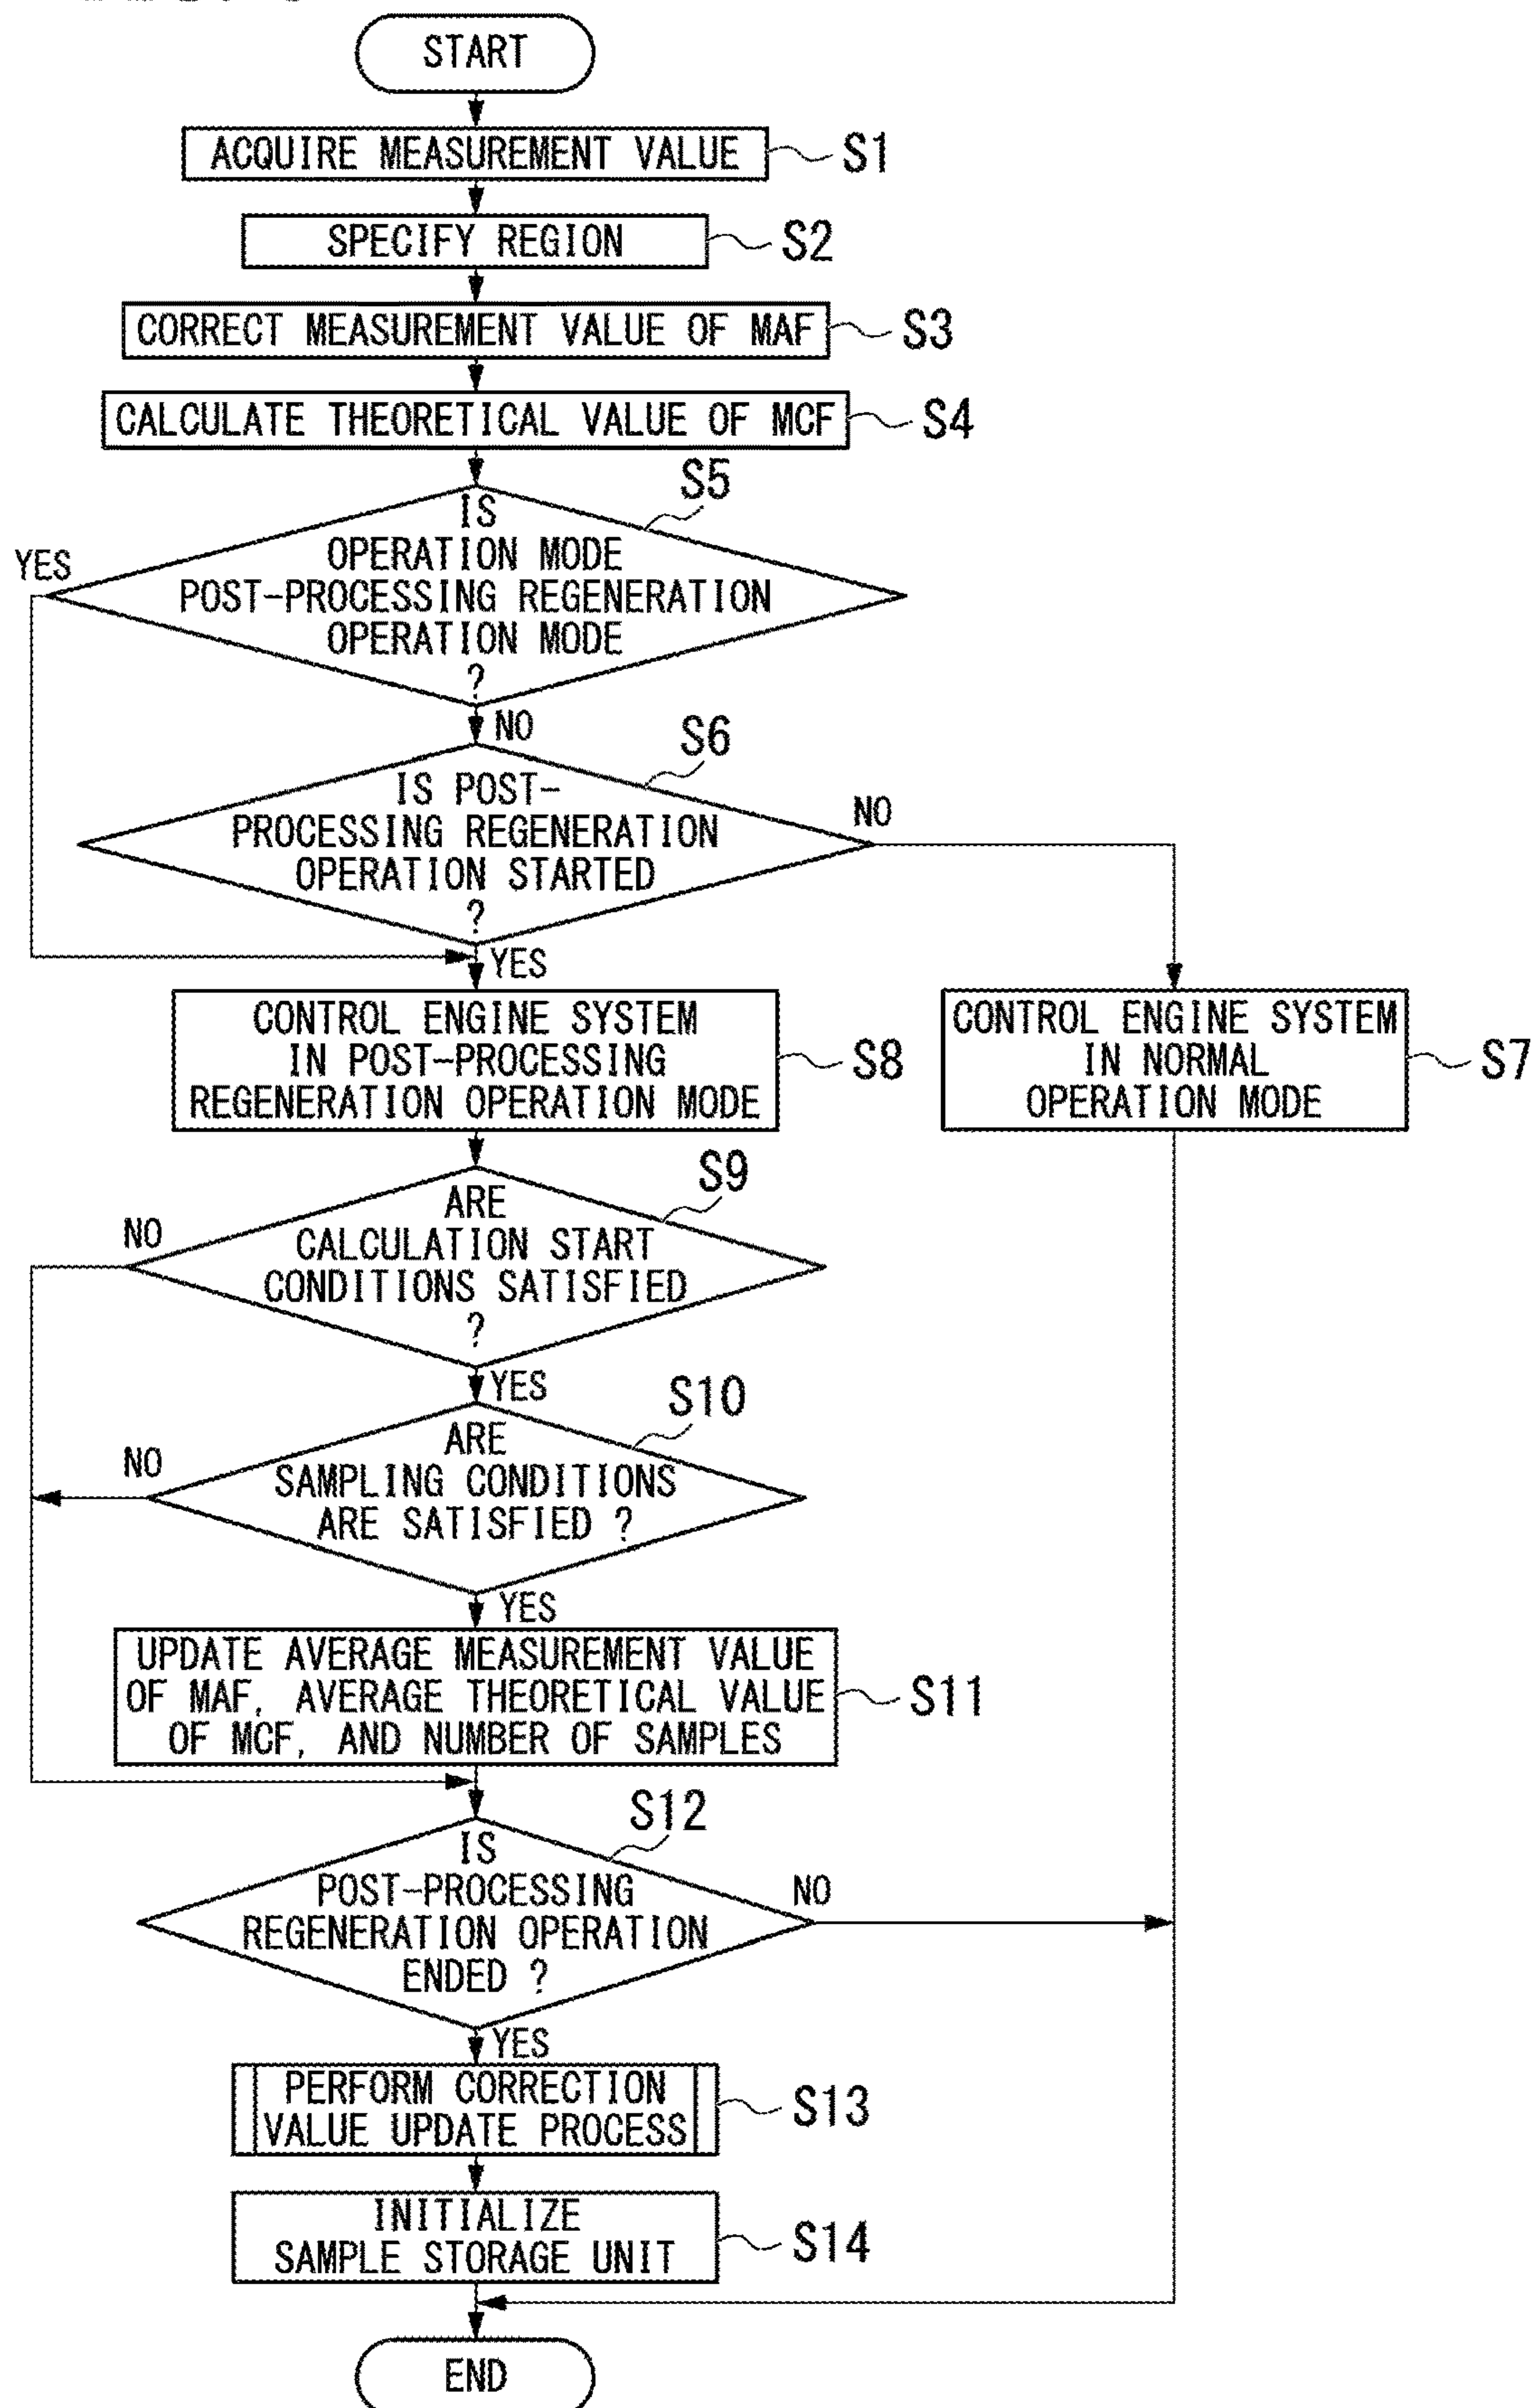 START
ACQUIRE MEASUREMENT VALUE
S1
SPECIFY REGION
S2
CORRECT MEASUREMENT VALUE OF MAF
S3
CALCULATE THEORETICAL VALUE OF MCF
S4
S5
IS
OPERATION MODE
POST-PROCESSING REGENERATION
OPERATION MODE
?
YES
NO
S6
IS POST-
PROCESSING REGENERATION
OPERATION STARTED
?
NO
YES
CONTROL ENGINE SYSTEM
IN POST-PROCESSING
REGENERATION OPERATION MODE
S8
CONTROL ENGINE SYSTEM
IN NORMAL
OPERATION MODE
S7
S9
ARE
CALCULATION START
CONDITIONS SATISFIED
?
NO
YES
S10
ARE
SAMPLING CONDITIONS
ARE SATISFIED ?
NO
YES
UPDATE AVERAGE MEASUREMENT VALUE
OF MAF, AVERAGE THEORETICAL VALUE
OF MCF, AND NUMBER OF SAMPLES
S11
S12
IS
POST-PROCESSING
REGENERATION OPERATION
ENDED ?
NO
YES
PERFORM CORRECTION
VALUE UPDATE PROCESS
S13
INITIALIZE
SAMPLE STORAGE UNIT
S14
END